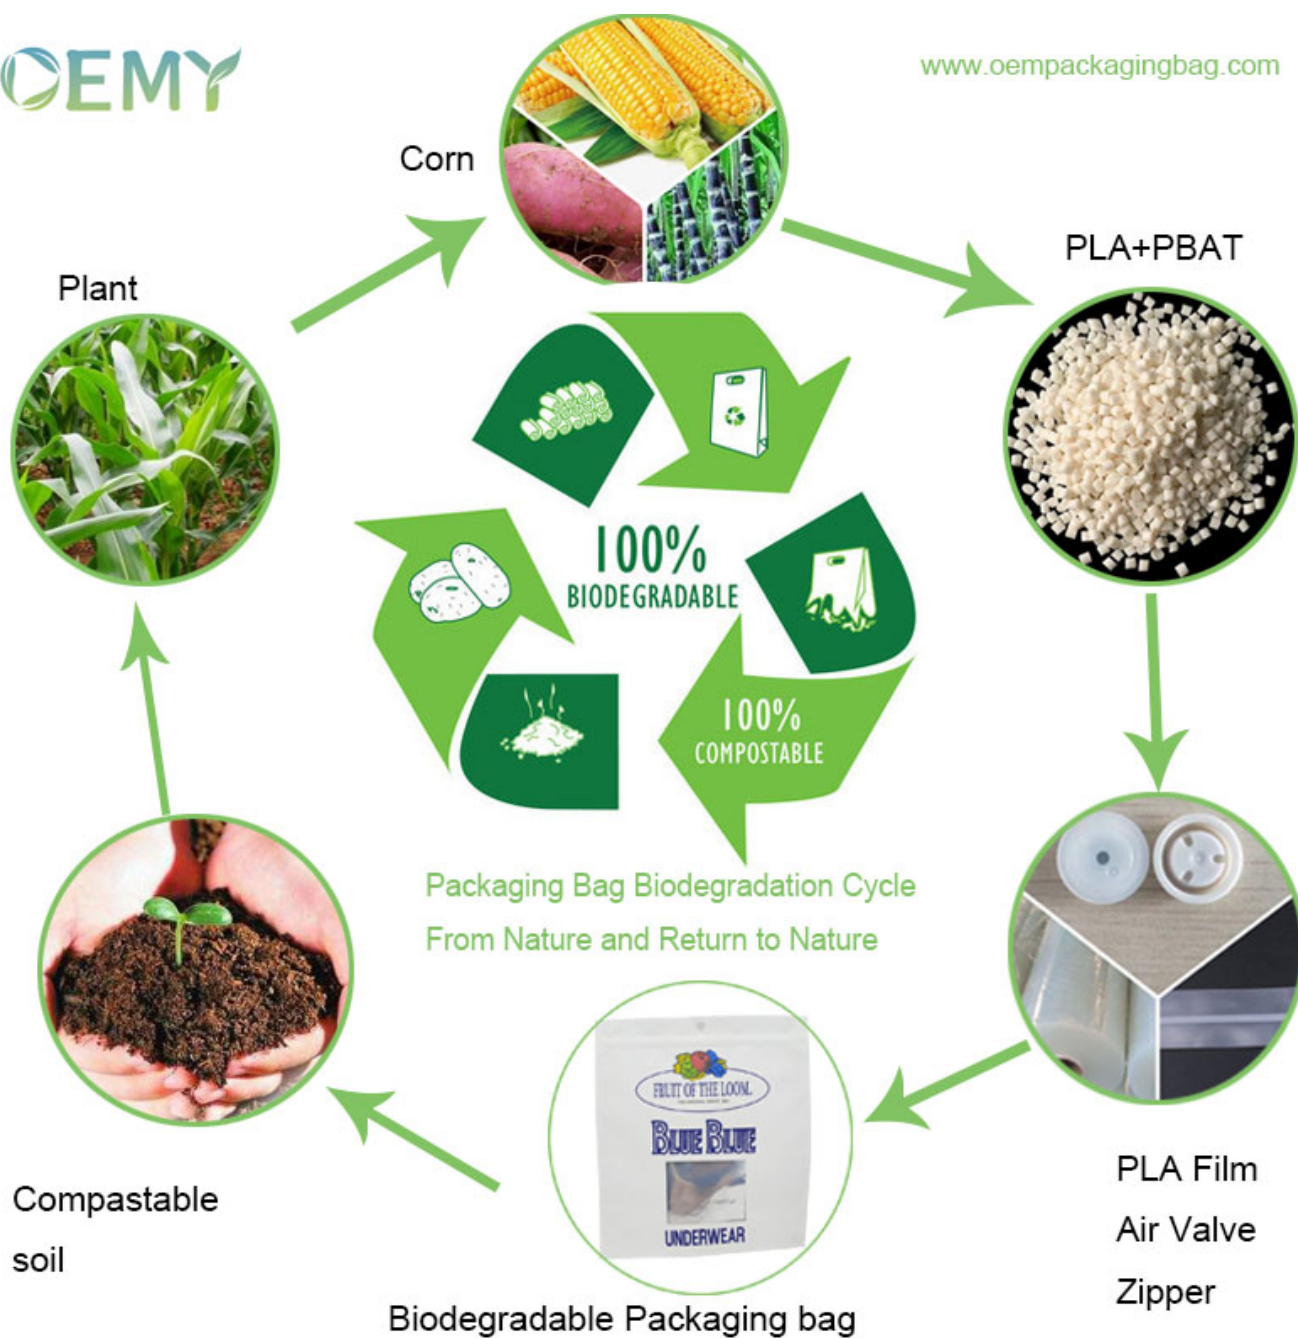 OEMY
www.oempackagingbag.com
Corn
PLA+PBAT
Plant
100%
BIODEGRADABLE
100%
COMPOSTABLE
Packaging Bag Biodegradation Cycle
From Nature and Return to Nature
FRUIT OF THE LOOM.
BLUE BLUE
UNDERWEAR
PLA Film
Air Valve
Zipper
Compastable
soil
Biodegradable Packaging bag